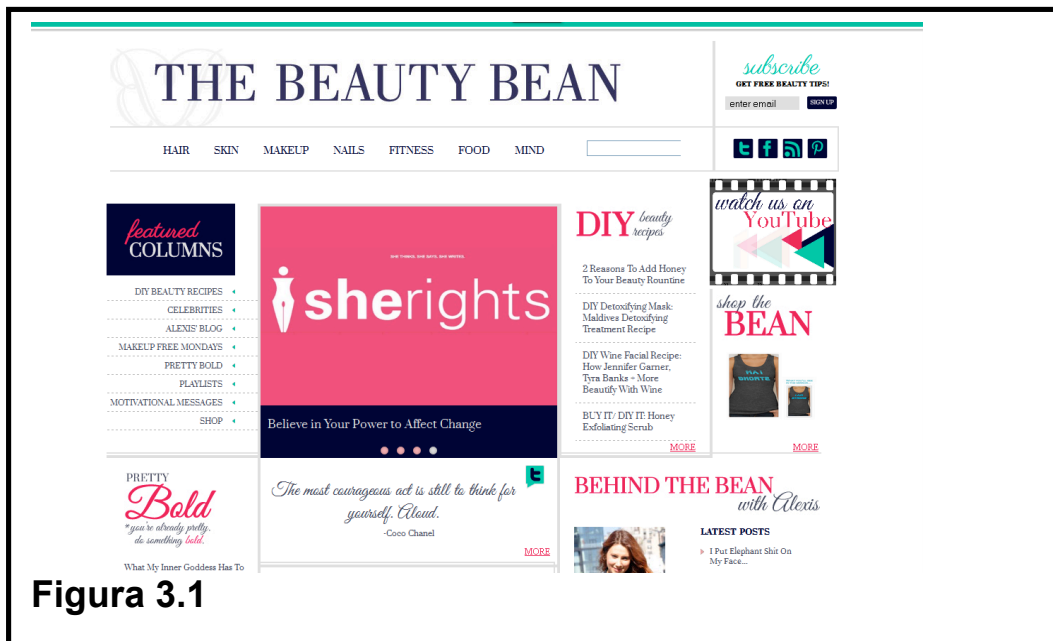 THE BEAUTY BEAN
subscribe
GET FREE BEAUTY TIPS!
enter email
SIGN UP
HAIR SKIN MAKEUP NAILS FITNESS FOOD MIND
featured
COLUMNS
DIY BEAUTY RECIPES
CELEBRITIES
ALEXIS' BLOG
MAKEUP FREE MONDAYS
PRETTY BOLD
PLAYLISTS
MOTIVATIONAL MESSAGES
SHOP
SHE THINKS. SHE SAYS. SHE WRITES.
sherights
Believe in Your Power to Affect Change
DIY beauty
recipes
2 Reasons To Add Honey
To Your Beauty Rountine
DIY Detoxifying Mask:
Maldives Detoxifying
Treatment Recipe
DIY Wine Facial Recipe:
How Jennifer Garner,
Tyra Banks + More
Beautify With Wine
BUY IT/ DIY IT: Honey
Exfoliating Scrub
MORE
watch us on
YouTube
shop the
BEAN
MORE
PRETTY
Bold
*you're already pretty.
do something bold.
What My Inner Goddess Has To
The most courageous act is still to think for
yourself. Aloud.
-Coco Chanel
MORE
BEHIND THE BEAN
with Alexis
LATEST POSTS
I Put Elephant Shit On
My Face...
Figura 3.1